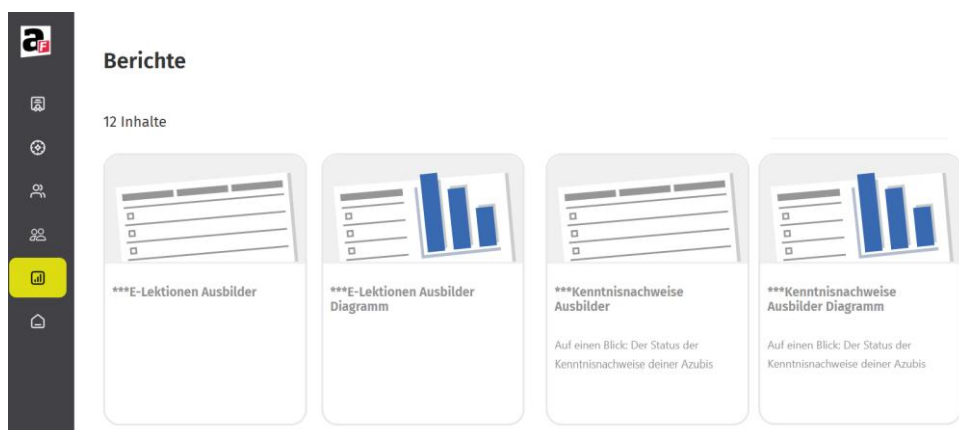 aF
Berichte
12 Inhalte
***E-Lektionen Ausbilder
***E-Lektionen Ausbilder
Diagramm
***Kenntnisnachweise
Ausbilder
Auf einen Blick: Der Status der
Kenntnisnachweise deiner Azubis
***Kenntnisnachweise
Ausbilder Diagramm
Auf einen Blick: Der Status der
Kenntnisnachweise deiner Azubis